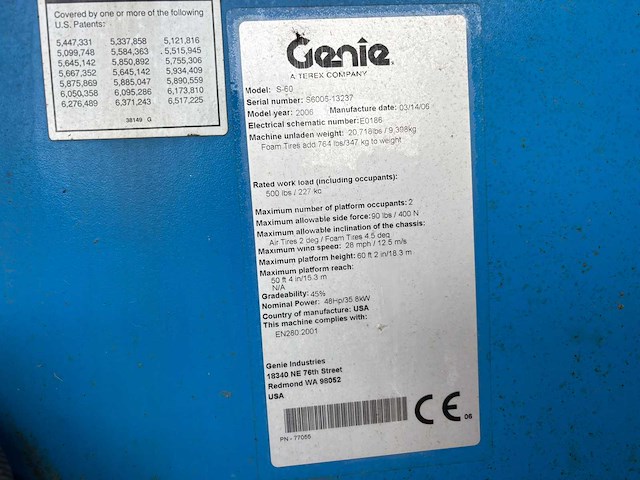 Covered by one or more of the following
U.S. Patents:
5,447,331 5,337,858 5,121,816
5,099,748 5,584,363 5,515,945
5,645,142 5,850,892 5,755,306
5,667,352 5,645,142 5,934,409
5,875,869 5,885,047 5,890,559
6,050,358 6,095,286 6,173,810
6,276,489 6,371,243 6,517,225
38149 G
Genie
A TEREX COMPANY
Model: S-60
Serial number: S6006-13237
Model year: 2006 Manufacture date: 03/14/06
Electrical schematic number: E0186
Machine unladen weight: 20,718lbs / 9,398kg
Foam Tires add 764 lbs/347 kg to weight
Rated work load (including occupants):
500 lbs / 227 kg
Maximum number of platform occupants: 2
Maximum allowable side force: 90 lbs / 400 N
Maximum allowable inclination of the chassis:
Air Tires 2 deg / Foam Tires 4.5 deg
Maximum wind speed: 28 mph / 12.5 m/s
Maximum platform height: 60 ft 2 in/18.3 m
Maximum platform reach:
50 ft 4 in/15.3 m
N/A
Gradeability: 45%
Nominal Power: 48Hp/35.8kW
Country of manufacture: USA
This machine complies with:
EN280:2001
Genie Industries
18340 NE 76th Street
Redmond WA 98052
USA
CE 06
PN - 77055